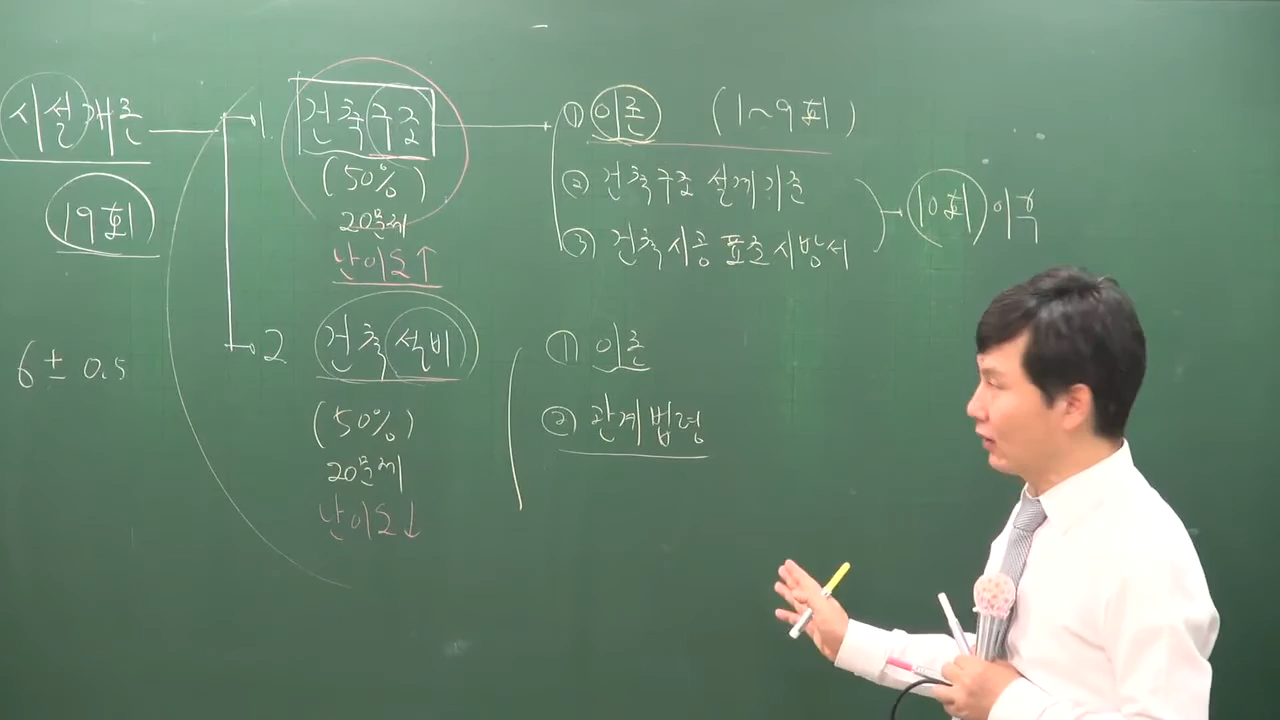 시설개론
19회
6 ± 0.5
1. 건축구조
(50%)
20문제
난이도↑
① 이론 (1~9회)
② 건축구조 설계기준
③ 건축시공 표준시방서
10회 이후
2 건축설비
(50%)
20문제
난이도↓
① 이론
② 관계법령